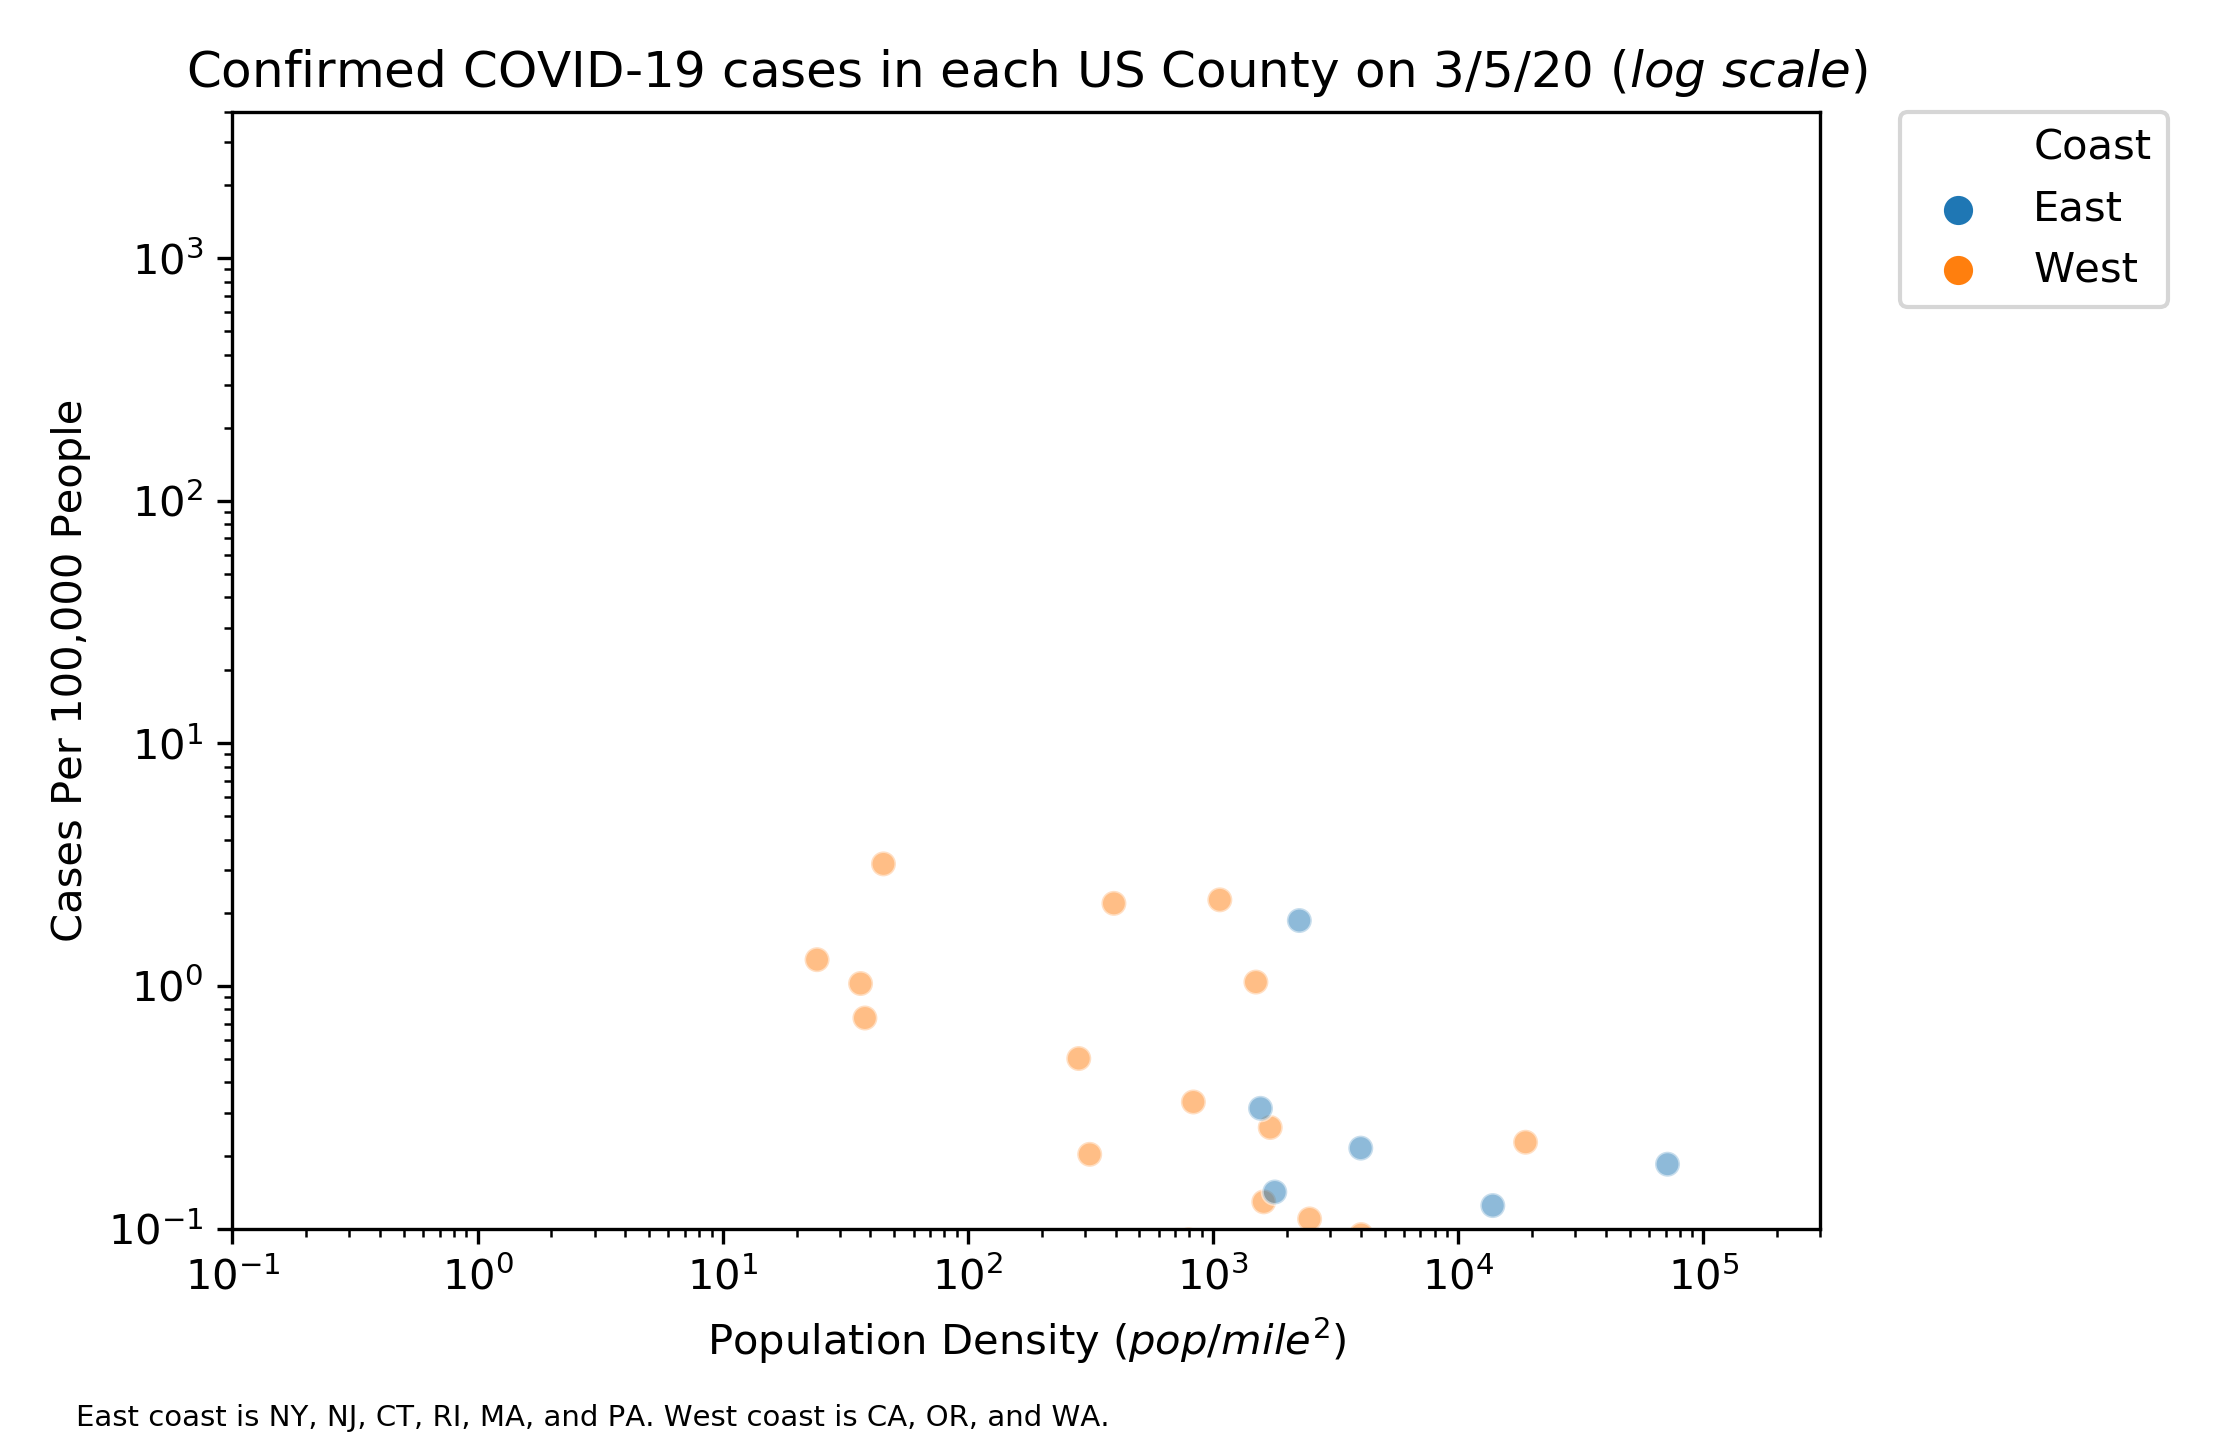 Confirmed COVID-19 cases in each US County on 3/5/20 (log scale)
Coast
East
West
Cases Per 100,000 People
10³
10²
10¹
10⁰
10⁻¹
10⁻¹ 10⁰ 10¹ 10² 10³ 10⁴ 10⁵
Population Density (pop/mile²)
East coast is NY, NJ, CT, RI, MA, and PA. West coast is CA, OR, and WA.